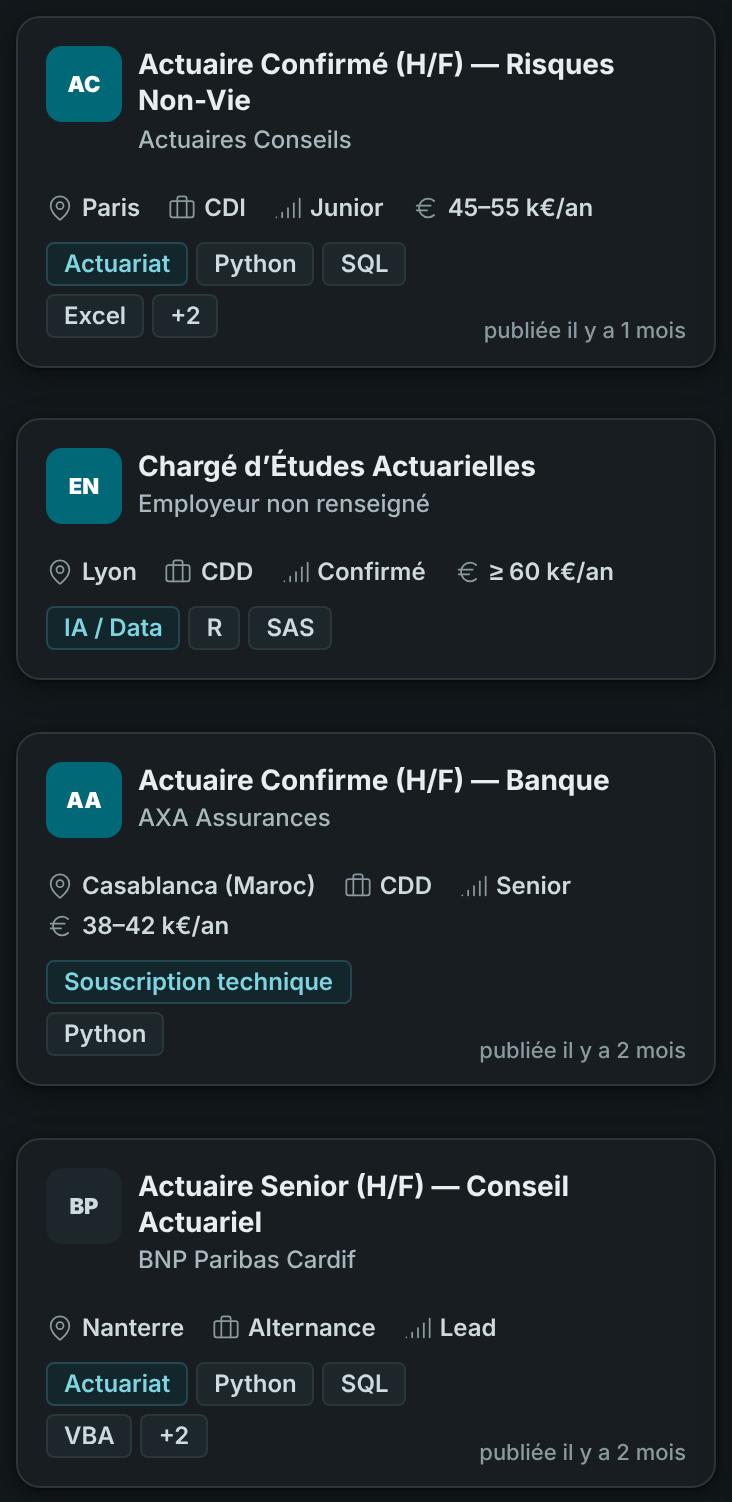 AC
Actuaire Confirmé (H/F) — Risques
Non-Vie
Actuaires Conseils
Paris CDI Junior € 45–55 k€/an
Actuariat Python SQL
Excel +2
publiée il y a 1 mois
EN
Chargé d’Études Actuarielles
Employeur non renseigné
Lyon CDD Confirmé € ≥ 60 k€/an
IA / Data R SAS
AA
Actuaire Confirme (H/F) — Banque
AXA Assurances
Casablanca (Maroc) CDD Senior
€ 38–42 k€/an
Souscription technique
Python
publiée il y a 2 mois
BP
Actuaire Senior (H/F) — Conseil
Actuariel
BNP Paribas Cardif
Nanterre Alternance Lead
Actuariat Python SQL
VBA +2
publiée il y a 2 mois